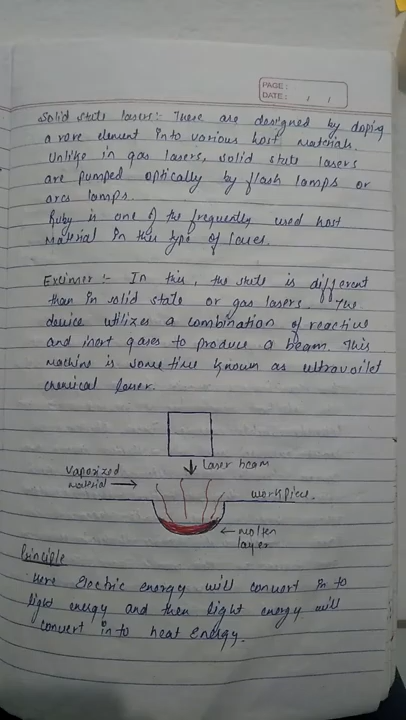 PAGE :
DATE : / /
Solid state lasers:- These are designed by doping
a rare element into various host materials.
Unlike in gas lasers, solid state lasers
are pumped optically by flash lamps or
arcs lamps.
Ruby is one of the frequently used host
material in this type of
Excimer :- In this, the state is different
than in solid state or gas lasers. The
device utilizes a combination of reactive
and inert gases to produce a beam. This
machine is some time known as ultravoilet
chemical laser.
Laser beam
Vaporized
material
workpiece.
molten
layer
Principle
Here Electric energy will convert in to
light energy and then light energy will
convert in to heat energy.